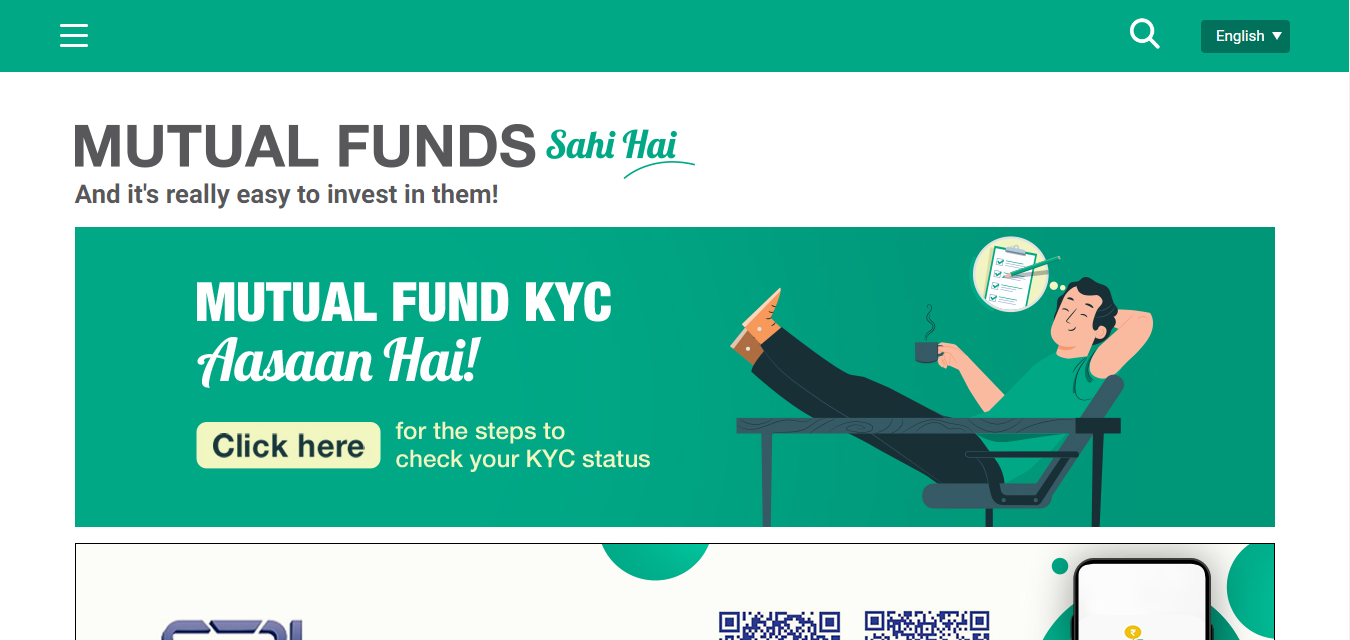 English
MUTUAL FUNDS Sahi Hai
And it's really easy to invest in them!
MUTUAL FUND KYC
Aasaan Hai!
Click here for the steps to
check your KYC status